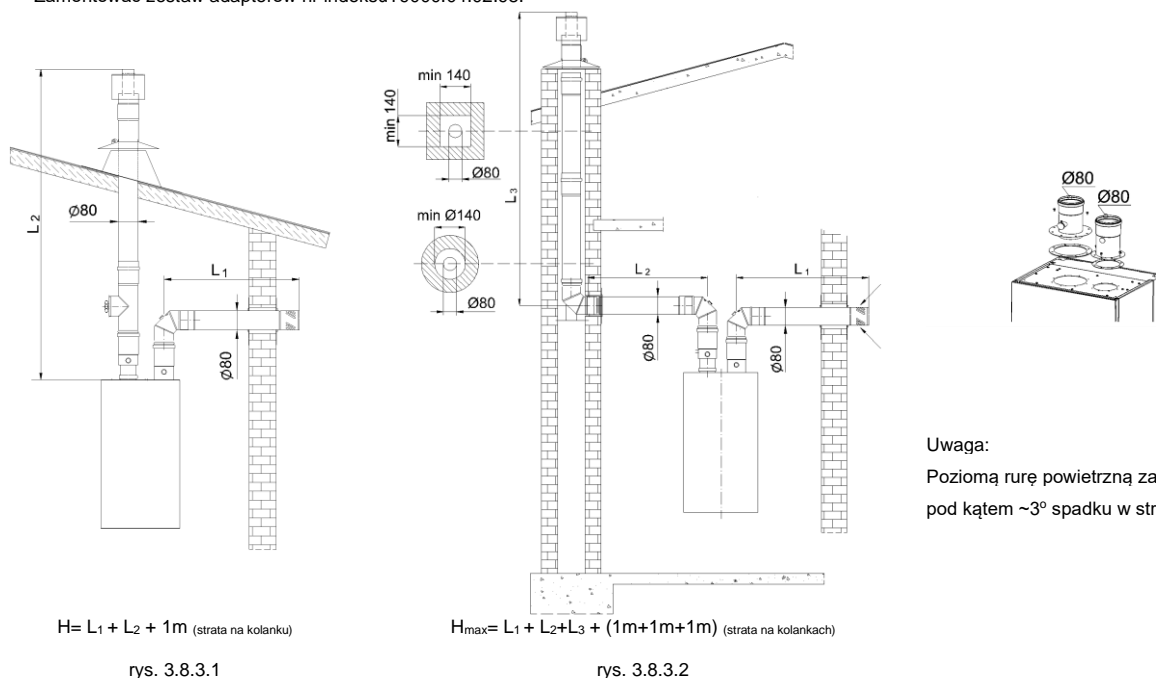 min 140
min 140
Ø80
min Ø140
Ø80
L2
Ø80
L1
Ø80
L3
L2
Ø80
L1
Ø80
Ø80
Ø80
Uwaga:
Poziomą rurę powietrzną za
pod kątem ~3º spadku w str
H= L1 + L2 + 1m (strata na kolanku)
Hmax= L1 + L2+L3 + (1m+1m+1m) (strata na kolankach)
rys. 3.8.3.1
rys. 3.8.3.2